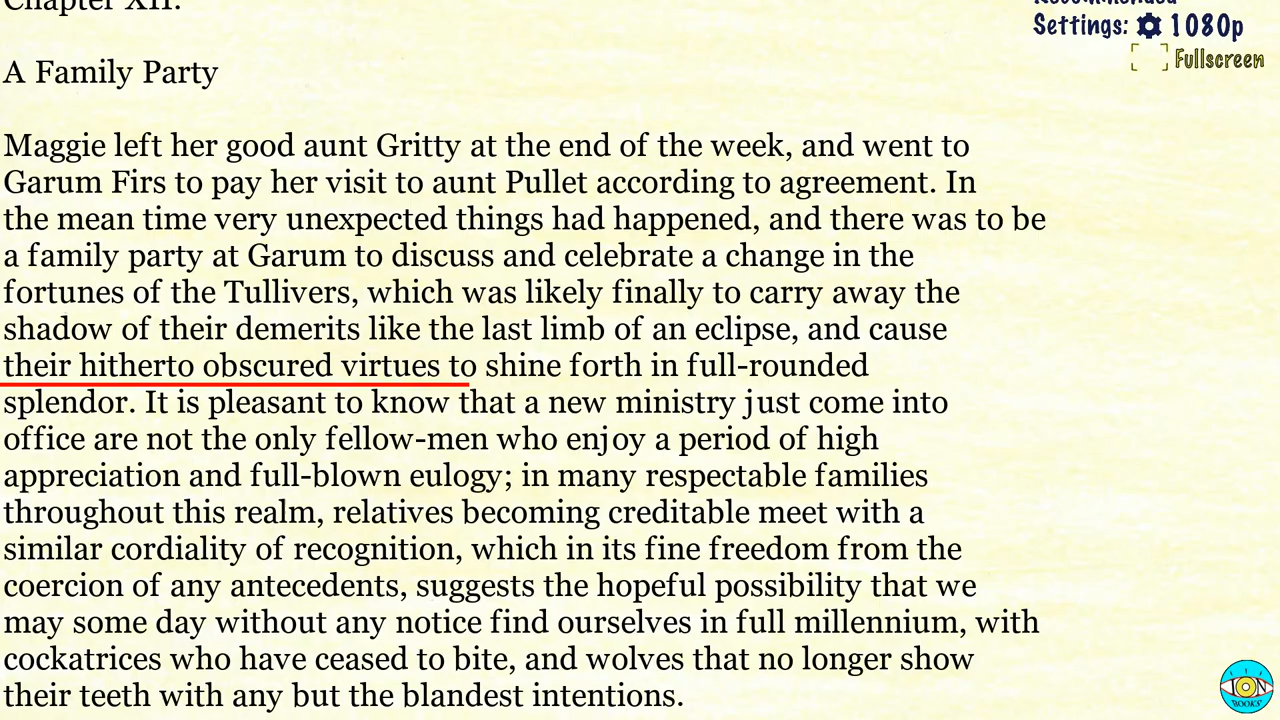 Chapter XII.
Recommended
Settings: 1080p
Fullscreen
A Family Party
Maggie left her good aunt Gritty at the end of the week, and went to
Garum Firs to pay her visit to aunt Pullet according to agreement. In
the mean time very unexpected things had happened, and there was to be
a family party at Garum to discuss and celebrate a change in the
fortunes of the Tullivers, which was likely finally to carry away the
shadow of their demerits like the last limb of an eclipse, and cause
their hitherto obscured virtues to shine forth in full-rounded
splendor. It is pleasant to know that a new ministry just come into
office are not the only fellow-men who enjoy a period of high
appreciation and full-blown eulogy; in many respectable families
throughout this realm, relatives becoming creditable meet with a
similar cordiality of recognition, which in its fine freedom from the
coercion of any antecedents, suggests the hopeful possibility that we
may some day without any notice find ourselves in full millennium, with
cockatrices who have ceased to bite, and wolves that no longer show
their teeth with any but the blandest intentions.
ION
BOOKS